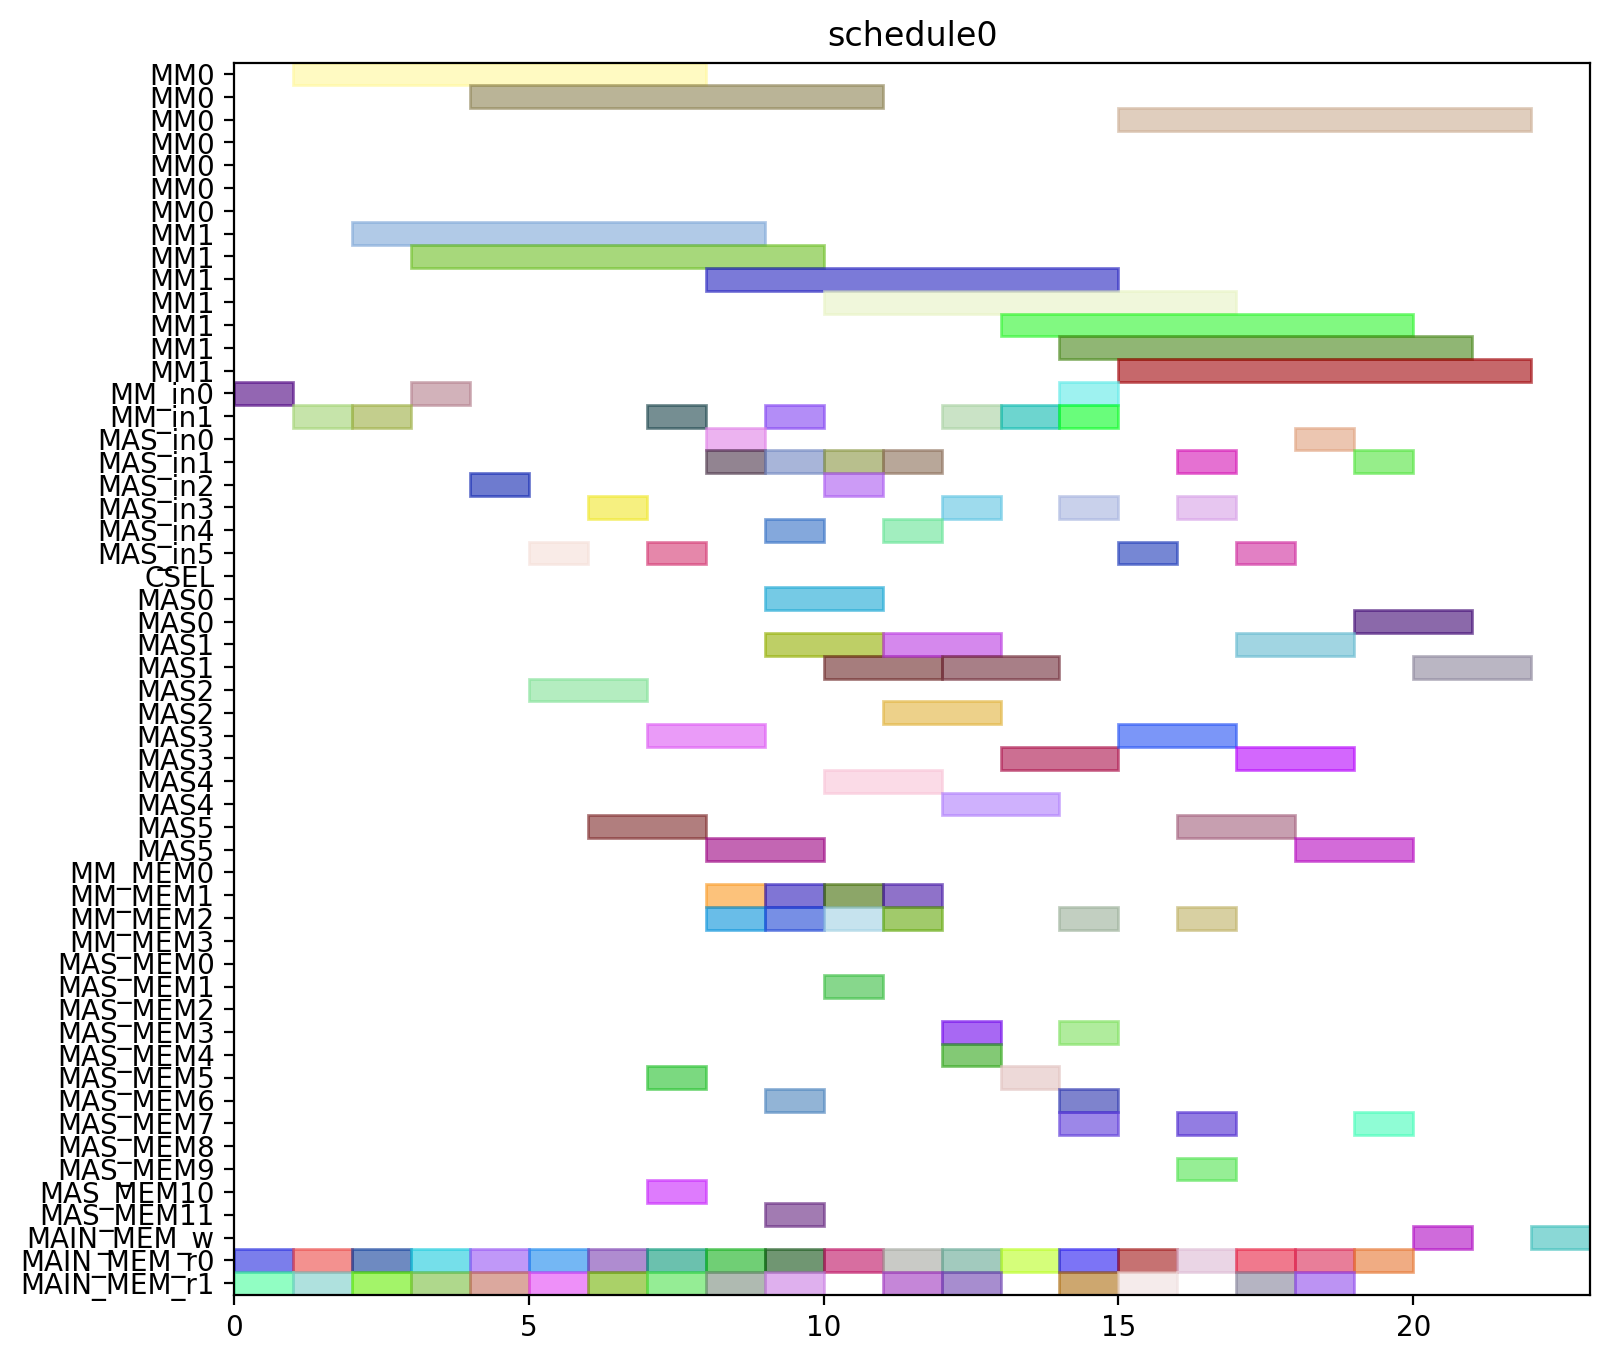 schedule0
MM0
MM0
MM0
MM0
MM0
MM0
MM0
MM1
MM1
MM1
MM1
MM1
MM1
MM1
MM_in0
MM_in1
MAS_in0
MAS_in1
MAS_in2
MAS_in3
MAS_in4
MAS_in5
CSEL
MAS0
MAS0
MAS1
MAS1
MAS2
MAS2
MAS3
MAS3
MAS4
MAS4
MAS5
MAS5
MM_MEM0
MM_MEM1
MM_MEM2
MM_MEM3
MAS_MEM0
MAS_MEM1
MAS_MEM2
MAS_MEM3
MAS_MEM4
MAS_MEM5
MAS_MEM6
MAS_MEM7
MAS_MEM8
MAS_MEM9
MAS_MEM10
MAS_MEM11
MAIN_MEM_w
MAIN_MEM_r0
MAIN_MEM_r1
0 5 10 15 20